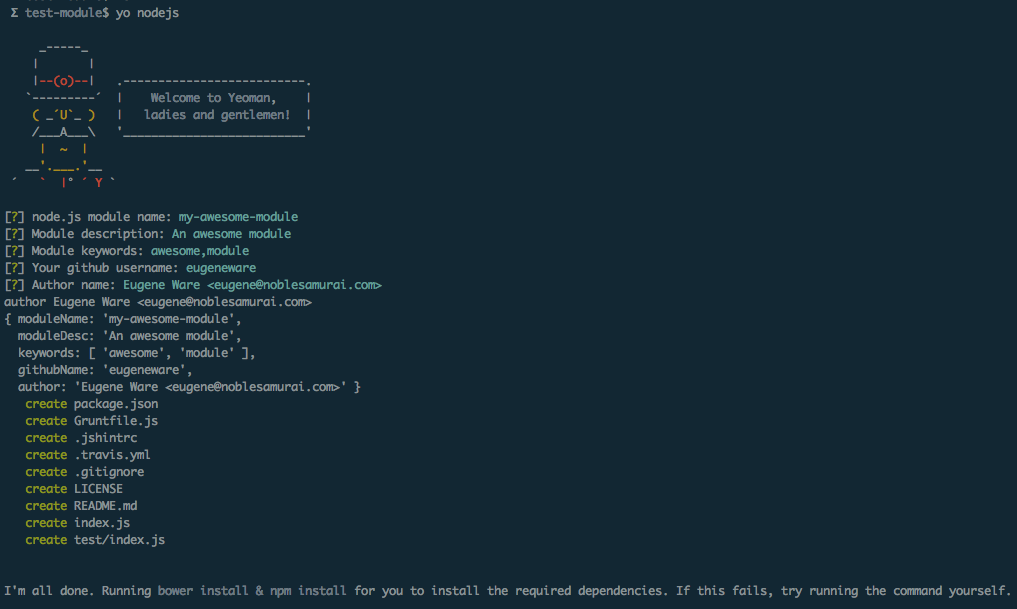 Σ test-module$ yo nodejs
     _-----_
    |       |
    |--(o)--|   .--------------------------.
   `---------´  |    Welcome to Yeoman,    |
    ( _´U`_ )   |   ladies and gentlemen!  |
    /___A___\   '__________________________'
     |  ~  |
   __'.___.'__
 ´   `  |° ´ Y `
[?] node.js module name: my-awesome-module
[?] Module description: An awesome module
[?] Module keywords: awesome,module
[?] Your github username: eugeneware
[?] Author name: Eugene Ware <eugene@noblesamurai.com>
author Eugene Ware <eugene@noblesamurai.com>
{ moduleName: 'my-awesome-module',
  moduleDesc: 'An awesome module',
  keywords: [ 'awesome', 'module' ],
  githubName: 'eugeneware',
  author: 'Eugene Ware <eugene@noblesamurai.com>' }
   create package.json
   create Gruntfile.js
   create .jshintrc
   create .travis.yml
   create .gitignore
   create LICENSE
   create README.md
   create index.js
   create test/index.js
I'm all done. Running bower install & npm install for you to install the required dependencies. If this fails, try running the command yourself.